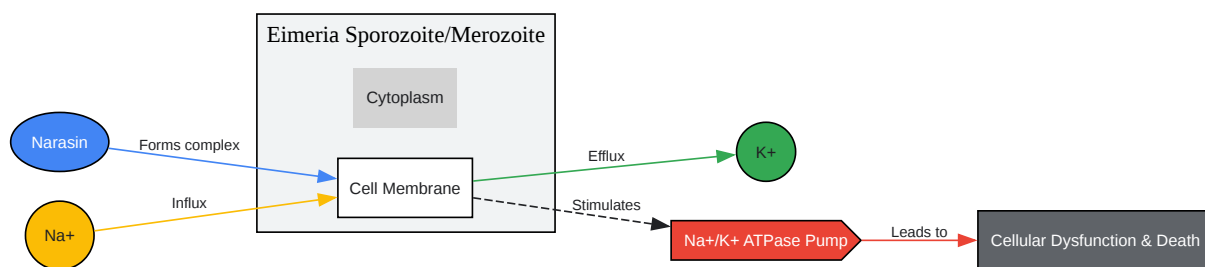 Eimeria Sporozoite/Merozoite
Cytoplasm
Narasin
Forms complex
Cell Membrane
Efflux
K+
Na+
Influx
Stimulates
Na+/K+ ATPase Pump
Leads to
Cellular Dysfunction & Death